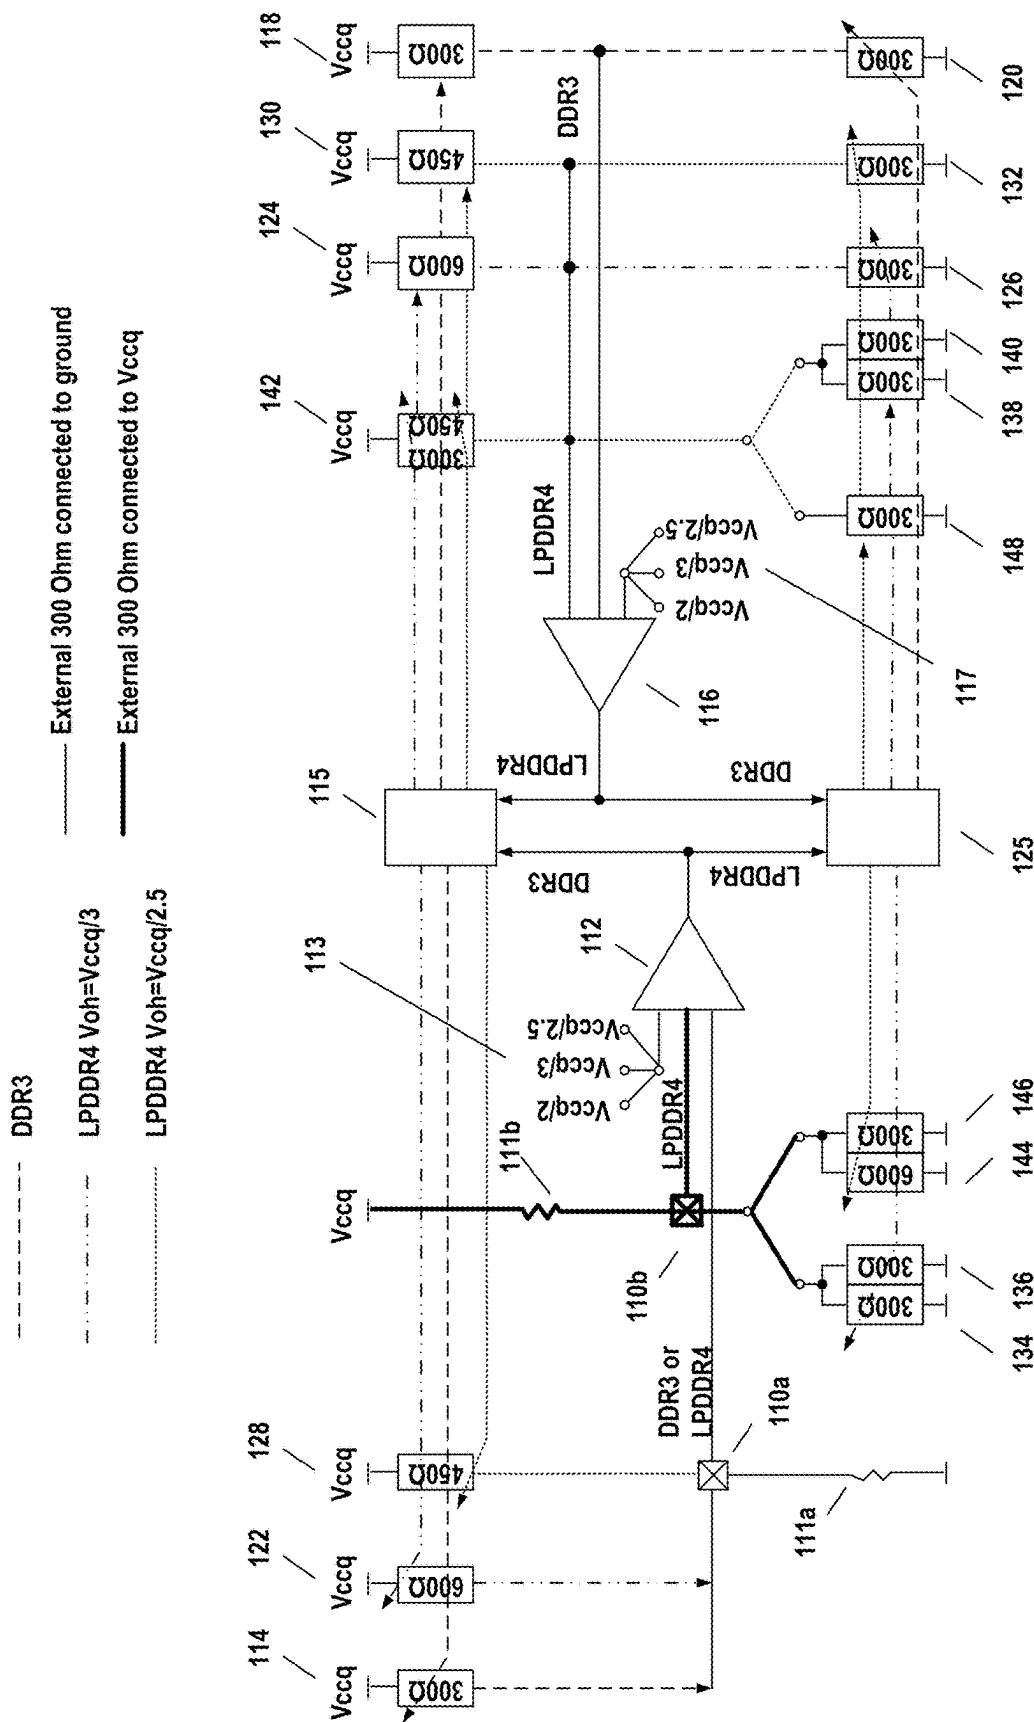 DDR3
LPDDR4 Voh=Vccq/3
LPDDR4 Voh=Vccq/2.5
External 300 Ohm connected to ground
External 300 Ohm connected to Vccq
114
122
128
113
115
142
124
130
118
Vccq
Vccq
Vccq
Vccq
Vccq
Vccq
Vccq
Vccq
300Ω
600Ω
450Ω
300Ω
450Ω
600Ω
450Ω
300Ω
111b
Vccq/2
Vccq/3
Vccq/2.5
112
DDR3
LPDDR4
LPDDR4
DDR3
116
LPDDR4
DDR3
Vccq/2
Vccq/3
Vccq/2.5
117
DDR3 or
LPDDR4
110a
110b
LPDDR4
111a
300Ω
300Ω
600Ω
300Ω
300Ω
300Ω
300Ω
300Ω
300Ω
300Ω
134
136
144
146
125
148
138
140
126
132
120